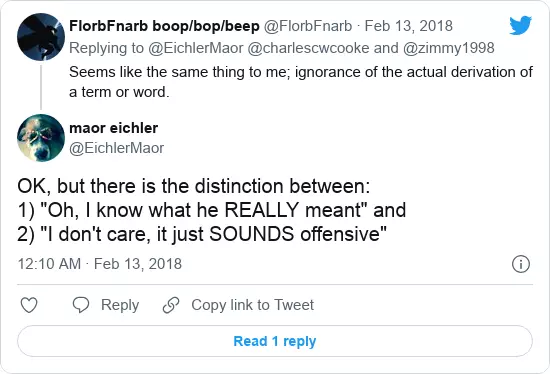 FlorbFnarb boop/bop/beep @FlorbFnarb · Feb 13, 2018
Replying to @EichlerMaor @charlescwcooke and @zimmy1998
Seems like the same thing to me; ignorance of the actual derivation of
a term or word.
maor eichler
@EichlerMaor
OK, but there is the distinction between:
1) "Oh, I know what he REALLY meant" and
2) "I don't care, it just SOUNDS offensive"
12:10 AM · Feb 13, 2018
Reply Copy link to Tweet
Read 1 reply